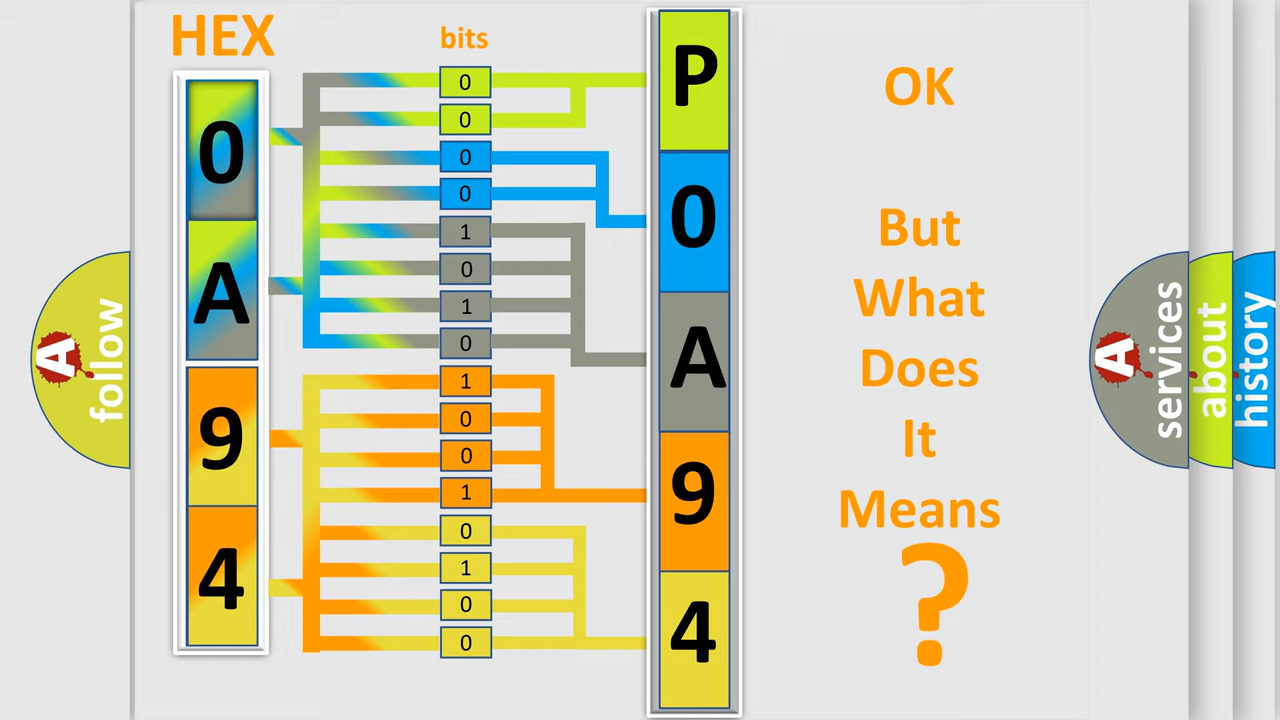 HEX
bits
0
A
9
4
0
0
0
0
1
0
1
0
1
0
0
1
0
1
0
0
P
0
A
9
4
OK
But
What
Does
It
Means
?
A
follow
A
services
about
history